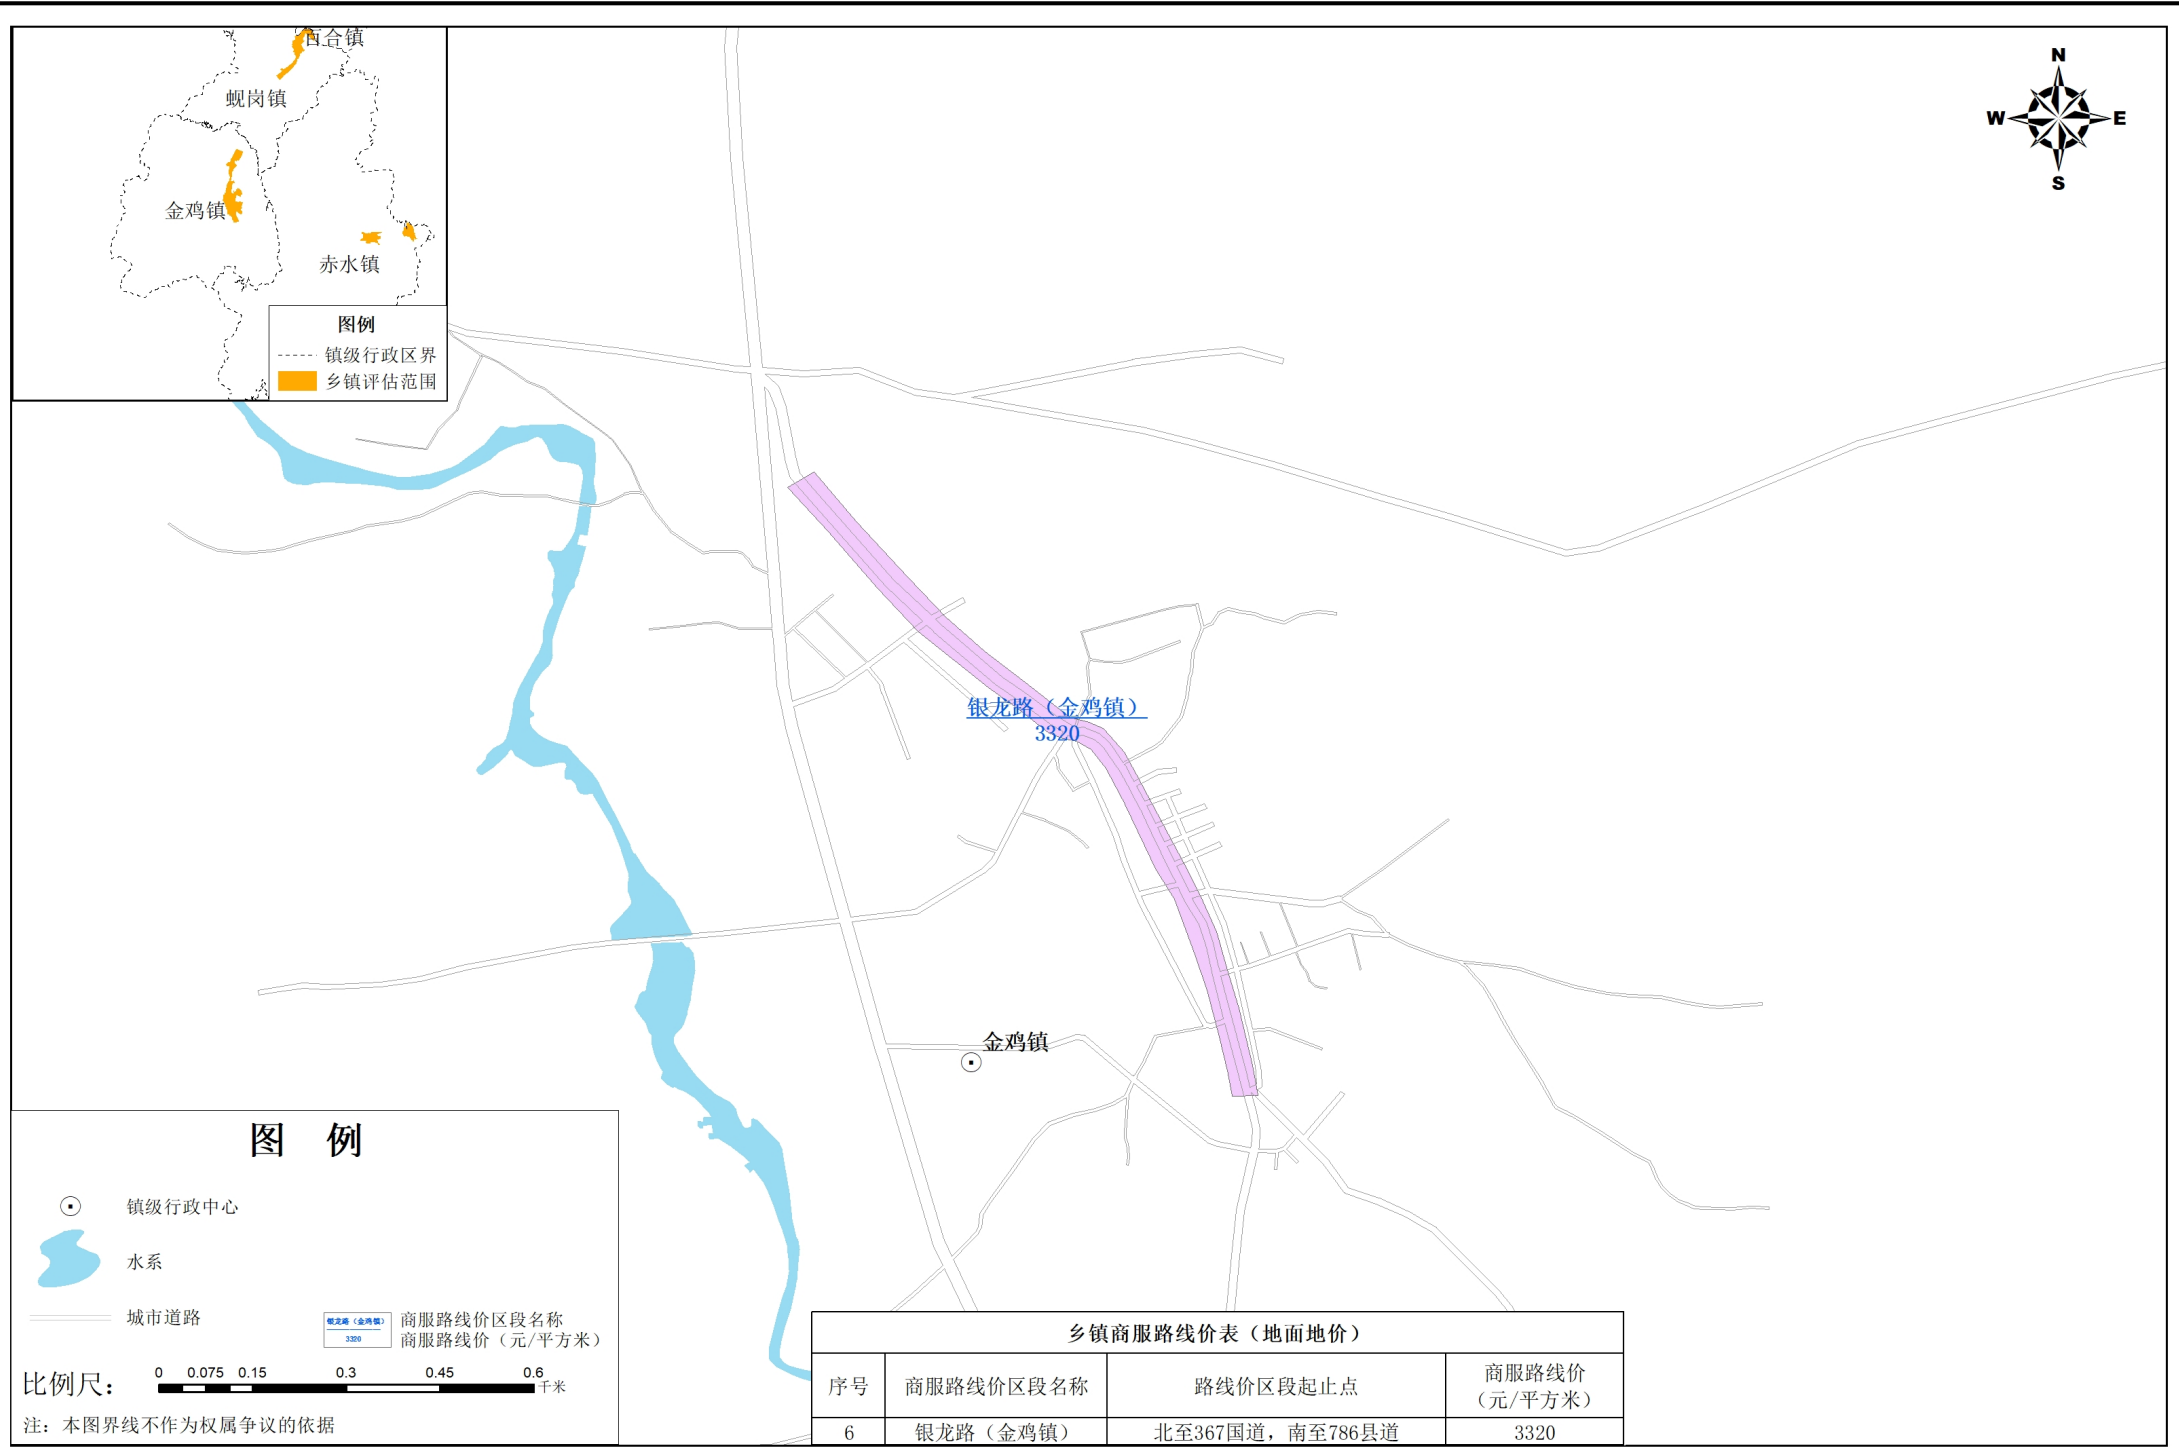 百合镇
蚬岗镇
金鸡镇
赤水镇
图例
镇级行政区界
乡镇评估范围
N
W
E
S
银龙路（金鸡镇）
3320
金鸡镇
图 例
镇级行政中心
水系
城市道路
银龙路（金鸡镇）
3320
商服路线价区段名称
商服路线价（元/平方米）
比例尺：
0 0.075 0.15 0.3 0.45 0.6
千米
注：本图界线不作为权属争议的依据
乡镇商服路线价表（地面地价）
序号 商服路线价区段名称 路线价区段起止点 商服路线价（元/平方米）
6 银龙路（金鸡镇） 北至367国道，南至786县道 3320